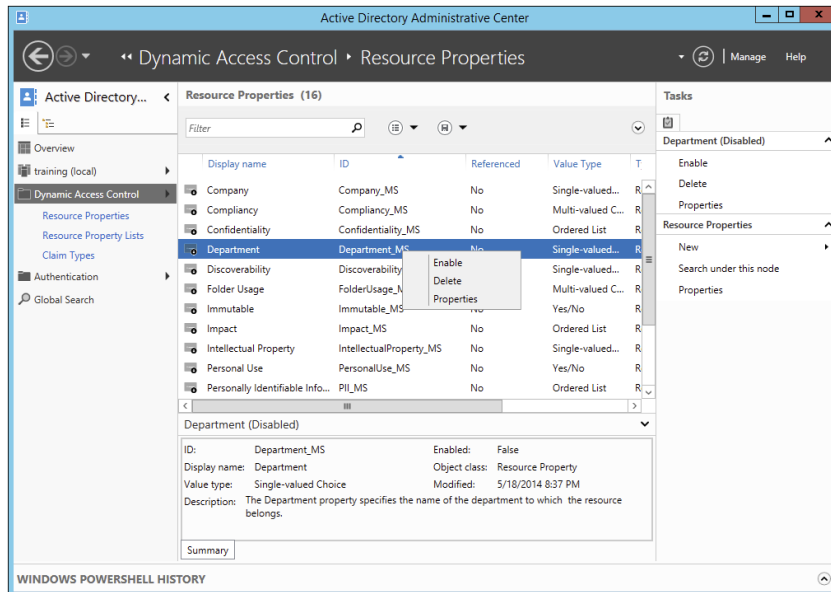 Active Directory Administrative Center
Dynamic Access Control • Resource Properties
Manage Help
Active Directory...
Overview
training (local)
Dynamic Access Control
Resource Properties
Resource Property Lists
Claim Types
Authentication
Global Search
Resource Properties (16)
Filter
Display name ID Referenced Value Type T
Company Company_MS No Single-valued... R
Compliancy Compliancy_MS No Multi-valued C... R
Confidentiality Confidentiality_MS No Ordered List R
Department Department_MS No Single-valued... R
Discoverability Discoverability Single-valued... R
Folder Usage FolderUsage_M Multi-valued C... R
Immutable Immutable_MS Yes/No R
Impact Impact_MS No Ordered List R
Intellectual Property IntellectualProperty_MS No Single-valued... R
Personal Use PersonalUse_MS No Yes/No R
Personally Identifiable Info... PII_MS No Ordered List R
Enable
Delete
Properties
Department (Disabled)
ID: Department_MS Enabled: False
Display name: Department Object class: Resource Property
Value type: Single-valued Choice Modified: 5/18/2014 8:37 PM
Description: The Department property specifies the name of the department to which the resource
belongs.
Summary
Tasks
Department (Disabled)
Enable
Delete
Properties
Resource Properties
New
Search under this node
Properties
WINDOWS POWERSHELL HISTORY